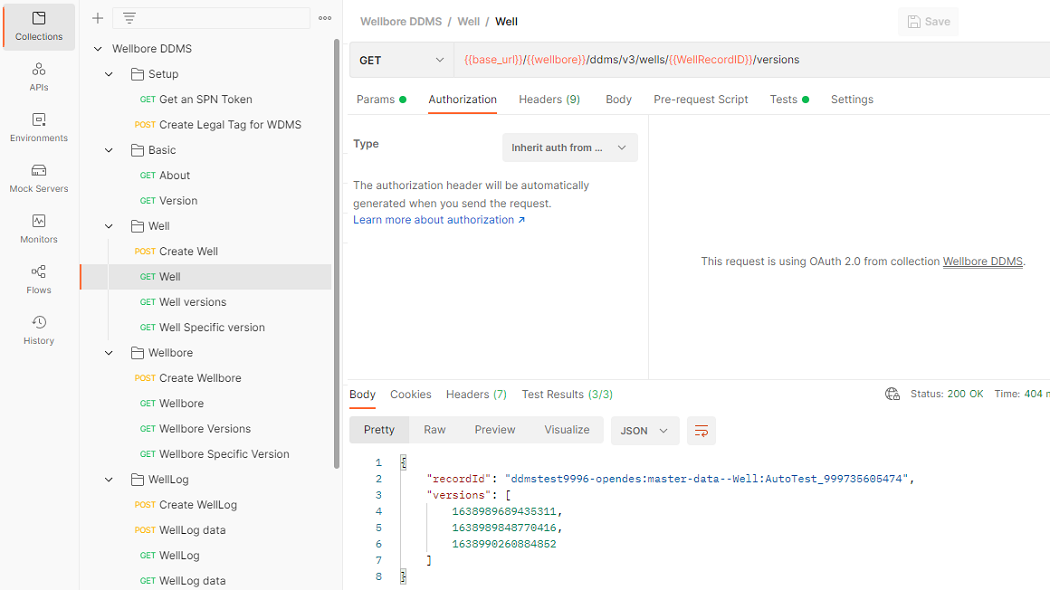 Collections
APIs
Environments
Mock Servers
Monitors
Flows
History
Wellbore DDMS
Setup
GET Get an SPN Token
POST Create Legal Tag for WDMS
Basic
GET About
GET Version
Well
POST Create Well
GET Well
GET Well versions
GET Well Specific version
Wellbore
POST Create Wellbore
GET Wellbore
GET Wellbore Versions
GET Wellbore Specific Version
WellLog
POST Create WellLog
POST WellLog data
GET WellLog
GET WellLog data
Wellbore DDMS / Well / Well
Save
GET {{base_url}}/{{wellbore}}/ddms/v3/wells/{{WellRecordID}}/versions
Params Authorization Headers (9) Body Pre-request Script Tests Settings
Type Inherit auth from ...
The authorization header will be automatically
generated when you send the request.
Learn more about authorization ↗
This request is using OAuth 2.0 from collection Wellbore DDMS.
Body Cookies Headers (7) Test Results (3/3) Status: 200 OK Time: 404
Pretty Raw Preview Visualize JSON
1 {
2 "recordId": "ddmstest9996-opendes:master-data--Well:AutoTest_999735605474",
3 "versions": [
4 1638989689435311,
5 1638989848770416,
6 1638990260884852
7 ]
8 }